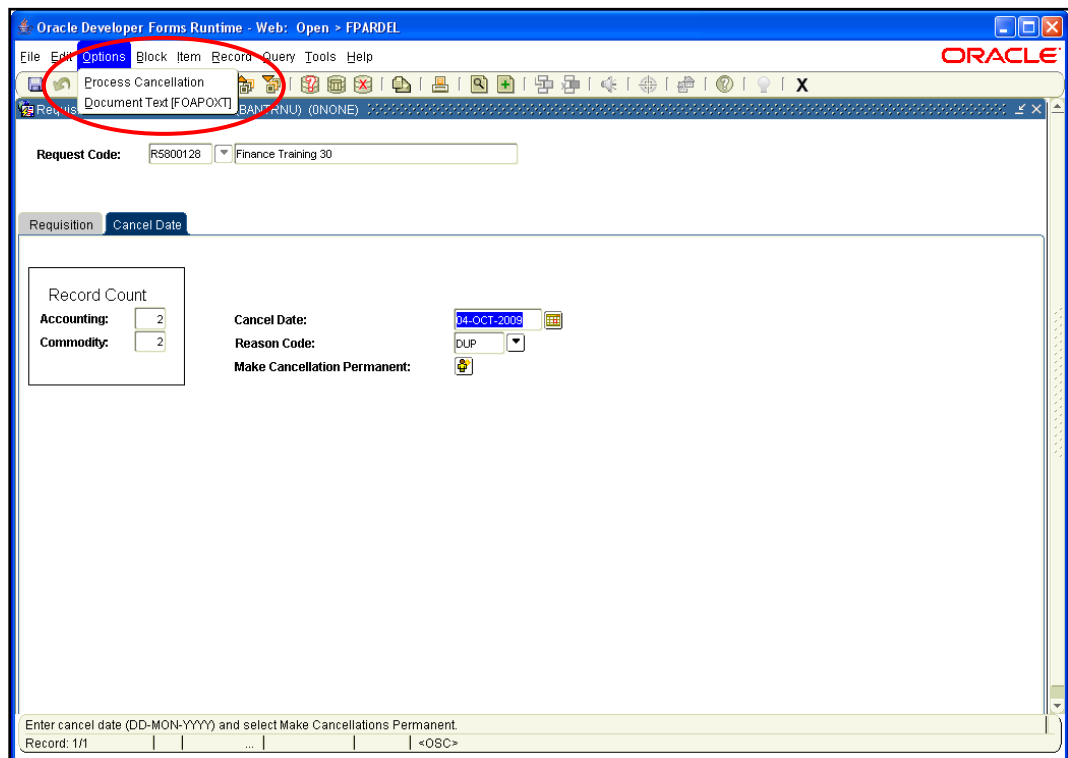 Oracle Developer Forms Runtime - Web: Open > FPARDEL
File Edit Options Block Item Record Query Tools Help
ORACLE
Process Cancellation
X
Document Text [FOAPOXT]
(0NONE)
Request Code: R5800128 Finance Training 30
Requisition Cancel Date
Record Count
Accounting: 2 Cancel Date: 04-OCT-2009
Commodity: 2 Reason Code: DUP
Make Cancellation Permanent:
Enter cancel date (DD-MON-YYYY) and select Make Cancellations Permanent.
Record: 1/1 ... <OSC>